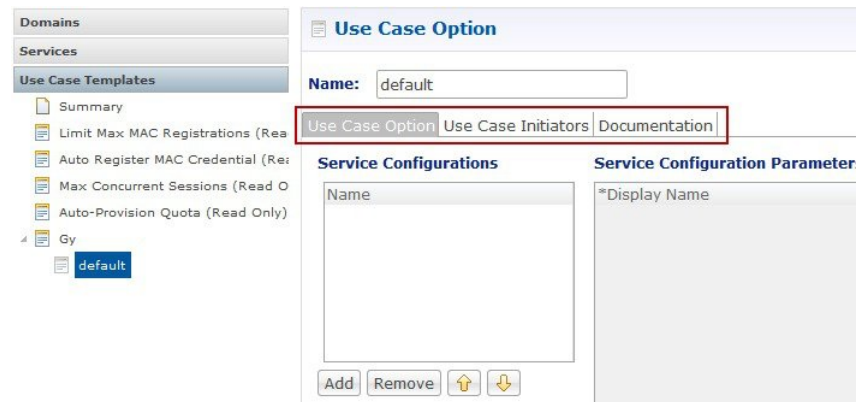 Domains
Services
Use Case Templates
Summary
Limit Max MAC Registrations (Rea
Auto Register MAC Credential (Rea
Max Concurrent Sessions (Read O
Auto-Provision Quota (Read Only)
Gy
default
Use Case Option
Name: default
Use Case Option Use Case Initiators Documentation
Service Configurations
Name
Add Remove
Service Configuration Parameters
*Display Name